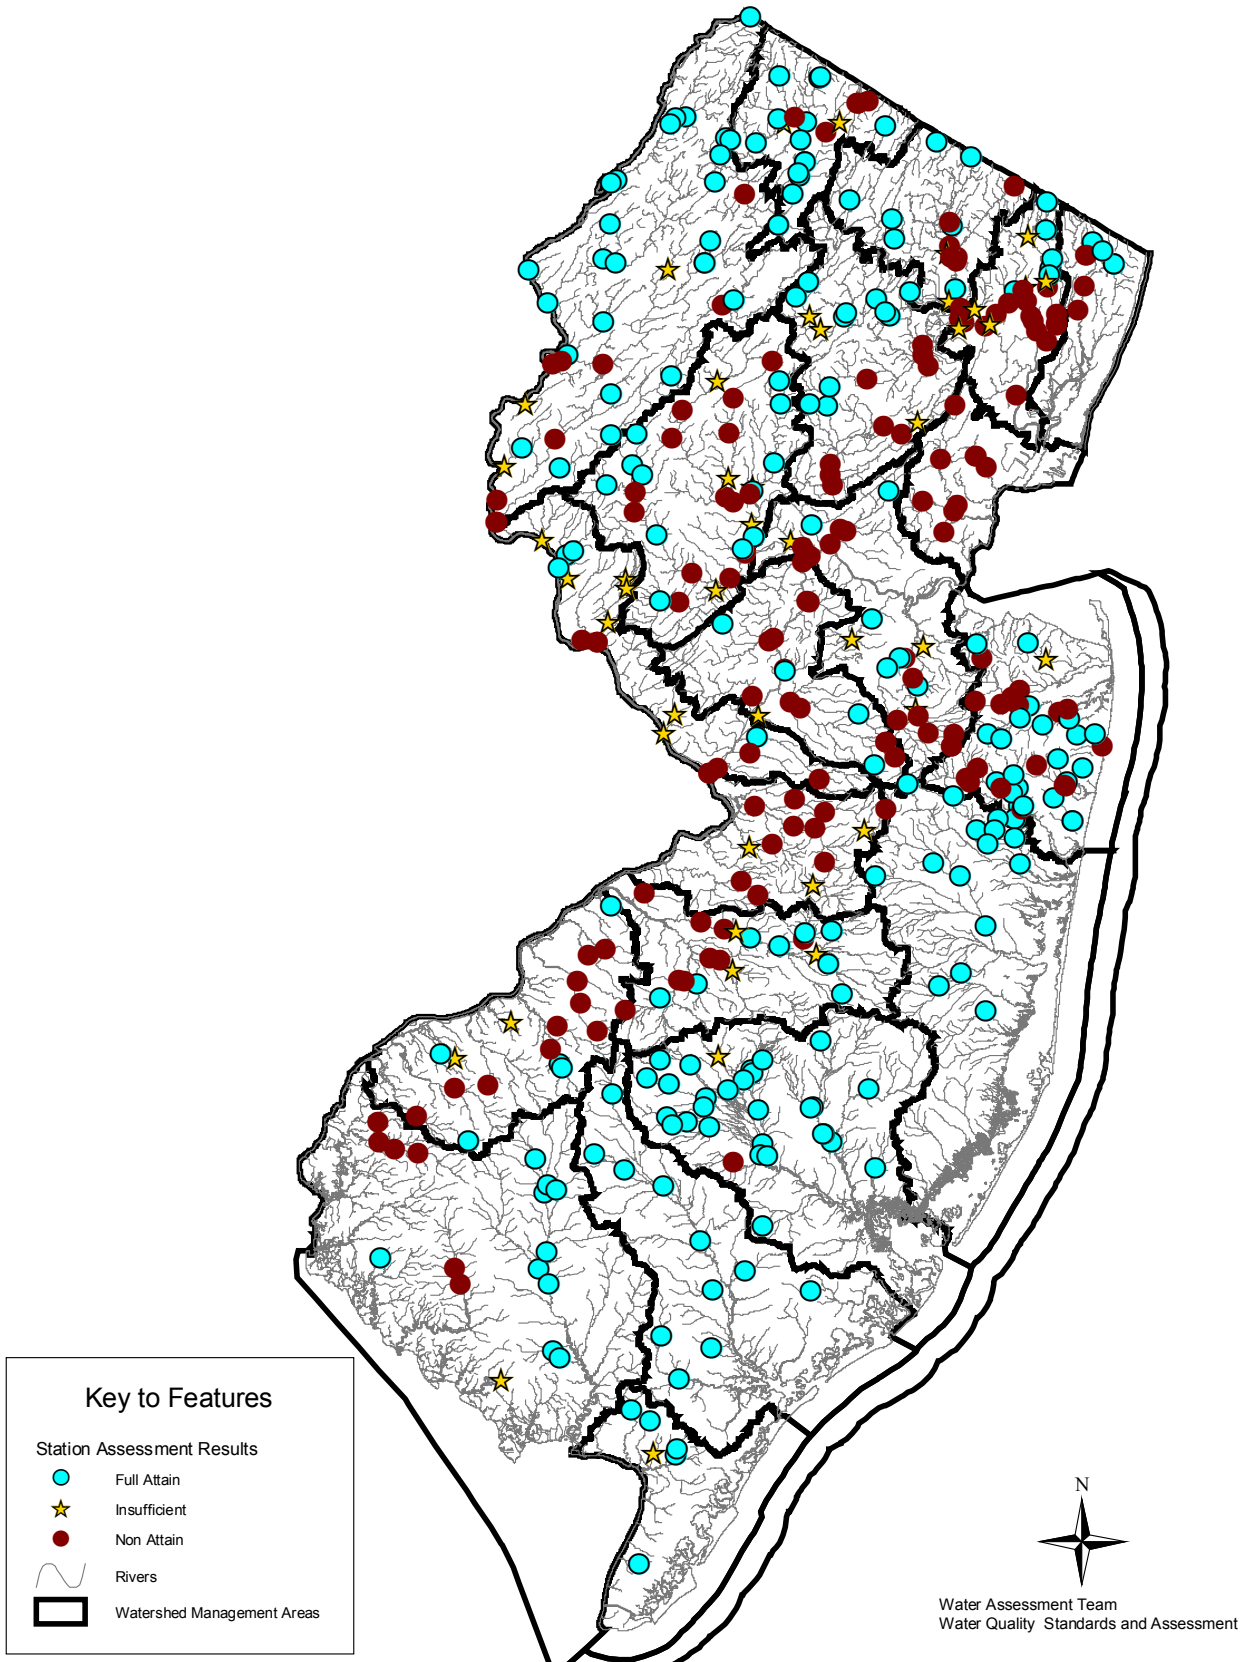 Key to Features
Station Assessment Results
Full Attain
Insufficient
Non Attain
Rivers
Watershed Management Areas
N
Water Assessment Team
Water Quality Standards and Assessment